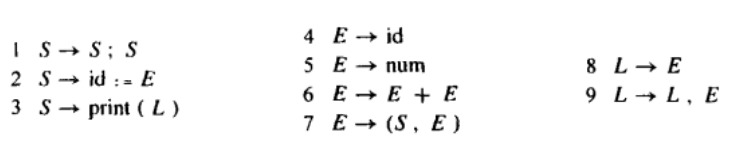 1 S → S ; S
2 S → id := E
3 S → print ( L )
4 E → id
5 E → num
6 E → E + E
7 E → (S , E )
8 L → E
9 L → L , E